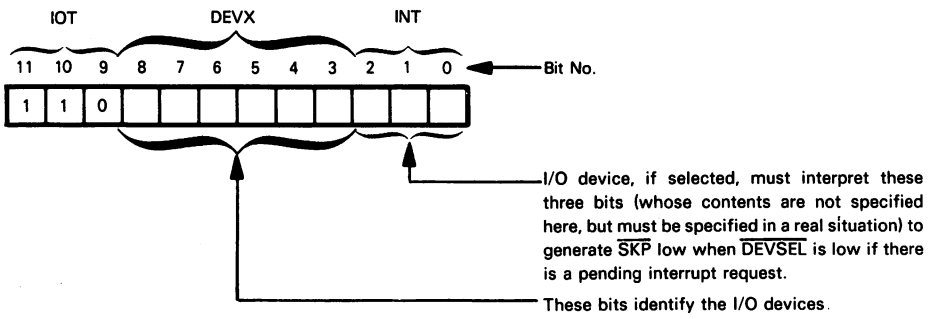 IOT DEVX INT
11 10 9 8 7 6 5 4 3 2 1 0 Bit No.
1 1 0
I/O device, if selected, must interpret these
three bits (whose contents are not specified
here, but must be specified in a real situation) to
generate SKP low when DEVSEL is low if there
is a pending interrupt request.
These bits identify the I/O devices.